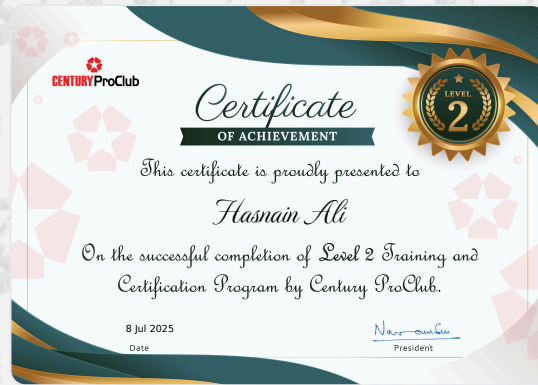 CENTURY ProClub
Certificate
OF ACHIEVEMENT
LEVEL
2
This certificate is proudly presented to
Hasnain Ali
On the successful completion of Level 2 Training and
Certification Program by Century ProClub.
8 Jul 2025
Date
President